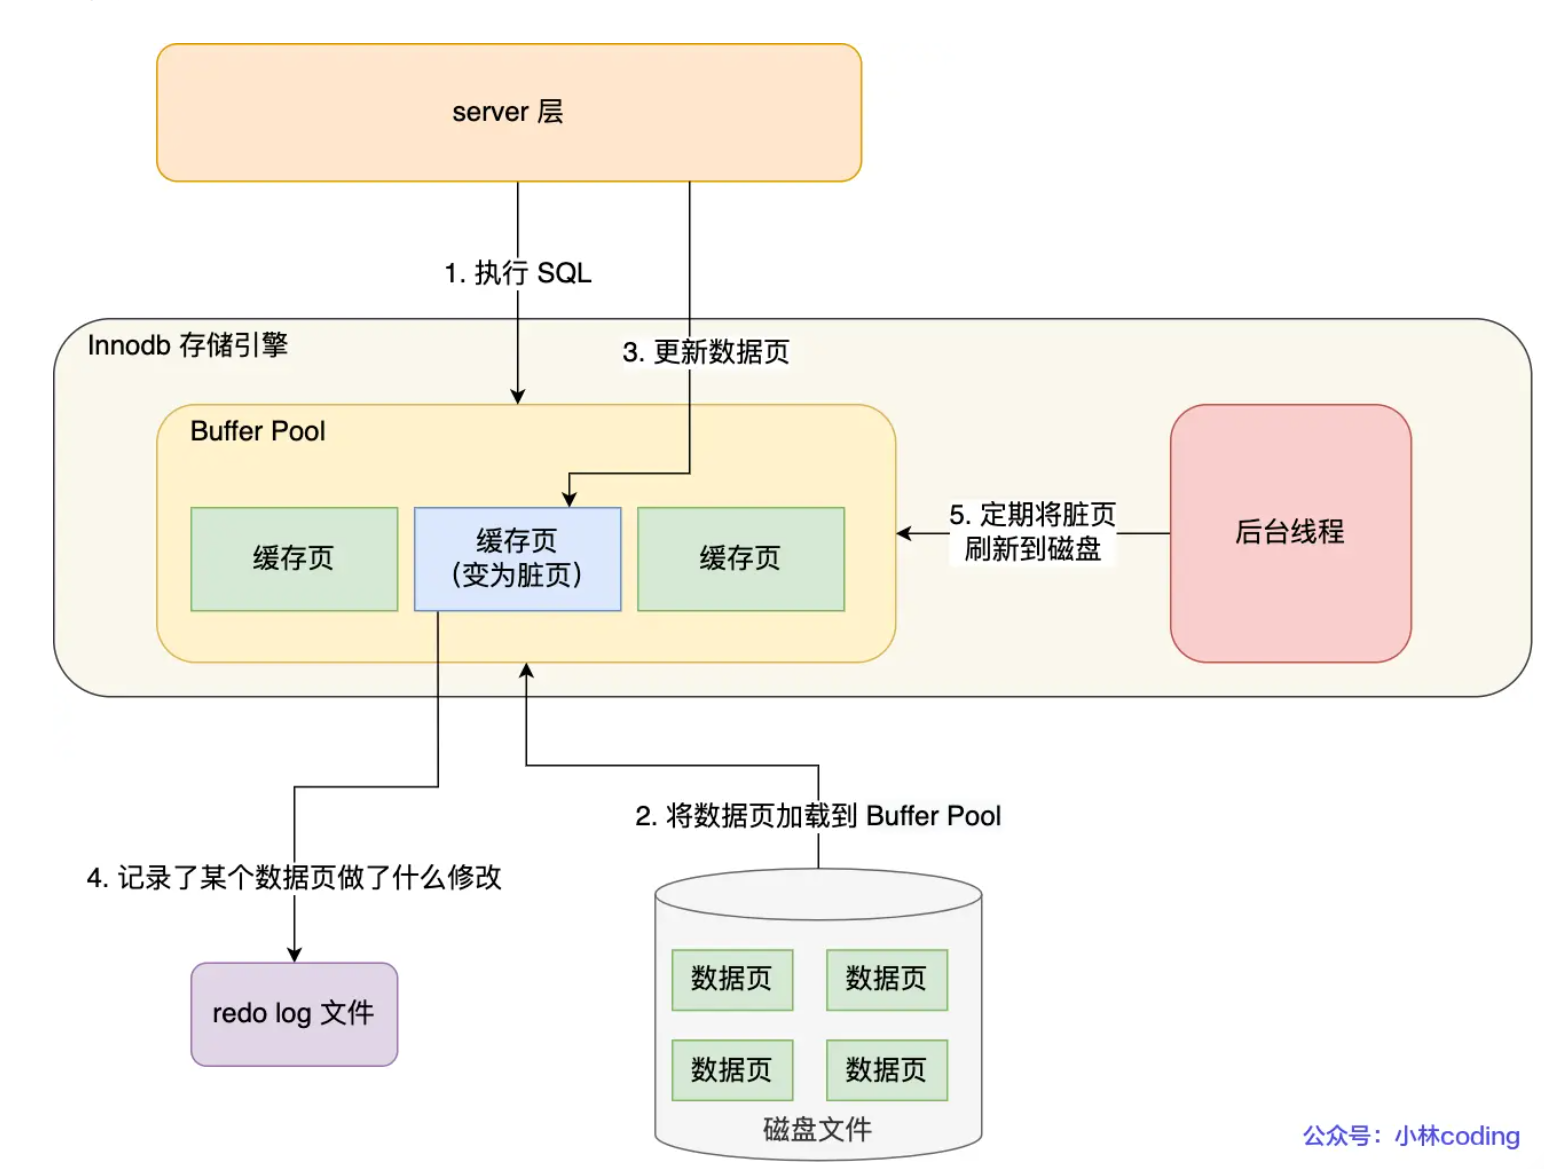 server 层
1. 执行 SQL
Innodb 存储引擎
3. 更新数据页
Buffer Pool
缓存页
缓存页
（变为脏页）
缓存页
5. 定期将脏页
刷新到磁盘
后台线程
2. 将数据页加载到 Buffer Pool
4. 记录了某个数据页做了什么修改
redo log 文件
数据页
数据页
数据页
数据页
磁盘文件
公众号：小林coding